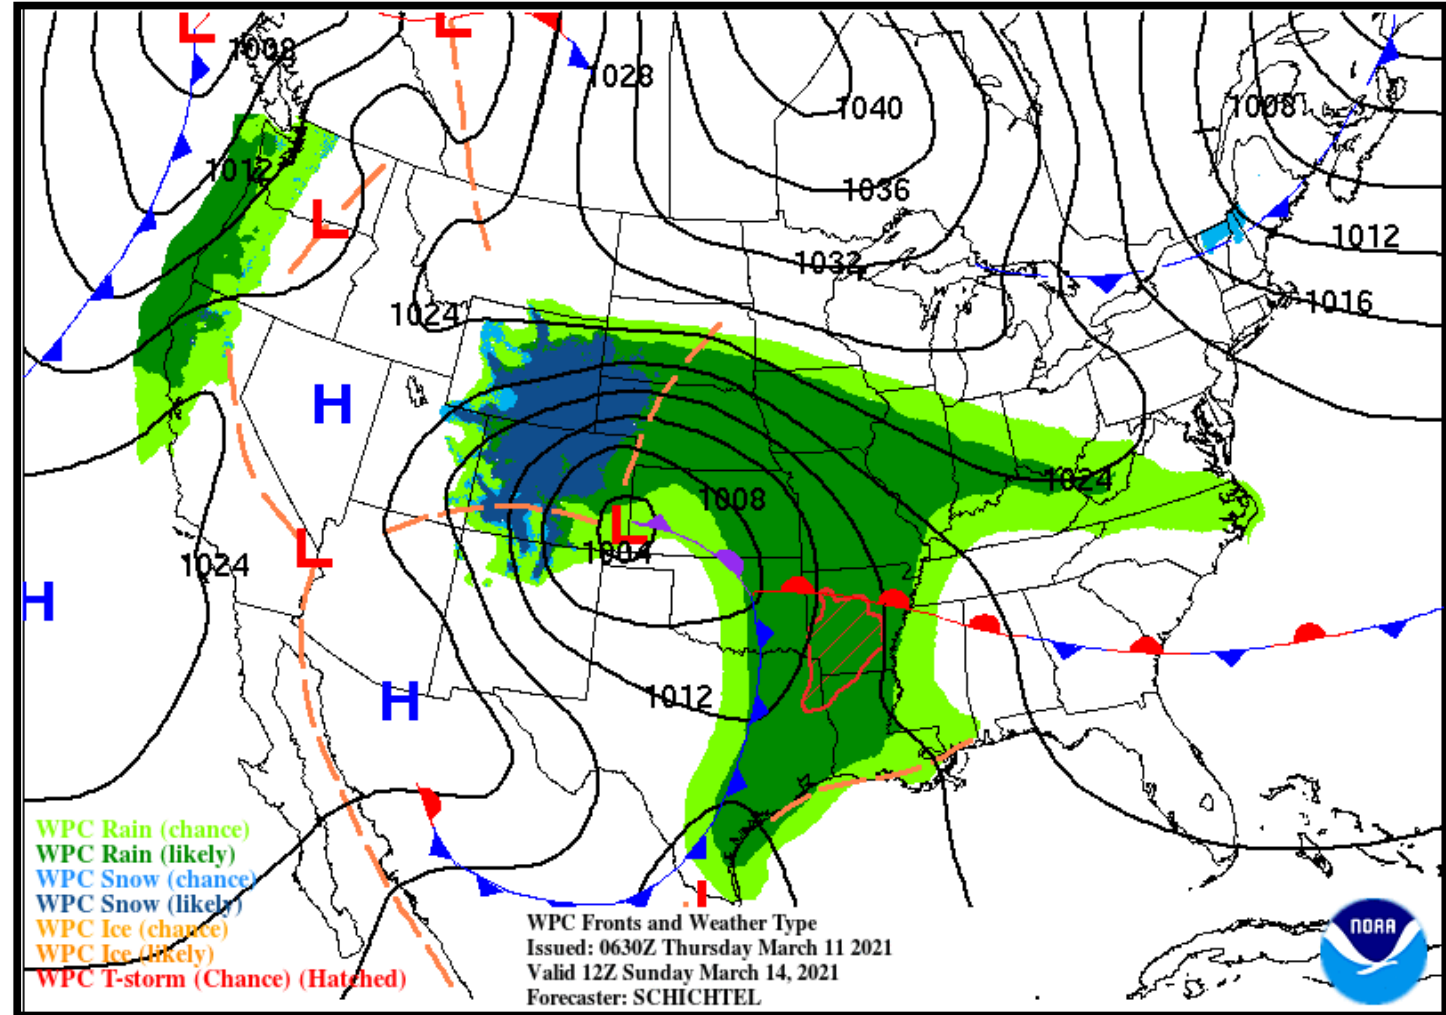 L
L
1008
1028
1040
1008
1012
1036
L
1012
1032
1016
1024
H
1024
1008
L
L
1004
1024
H
H
1012
WPC Rain (chance)
WPC Rain (likely)
WPC Snow (chance)
WPC Snow (likely)
WPC Ice (chance)
WPC Ice (likely)
WPC T-storm (Chance) (Hatched)
WPC Fronts and Weather Type
Issued: 0630Z Thursday March 11 2021
Valid 12Z Sunday March 14, 2021
Forecaster: SCHICHTEL
NOAA